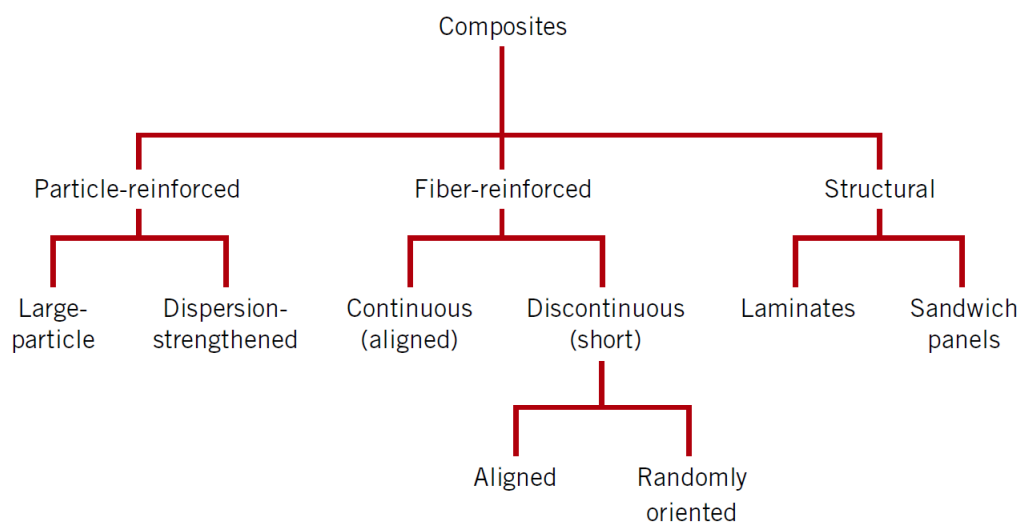 Composites
Particle-reinforced
Fiber-reinforced
Structural
Large-
particle
Dispersion-
strengthened
Continuous
(aligned)
Discontinuous
(short)
Laminates
Sandwich
panels
Aligned
Randomly
oriented